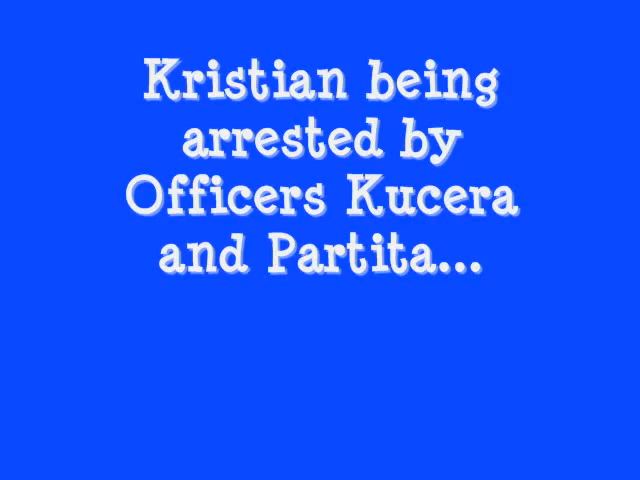 Kristian being
arrested by
Officers Kucera
and Partita...